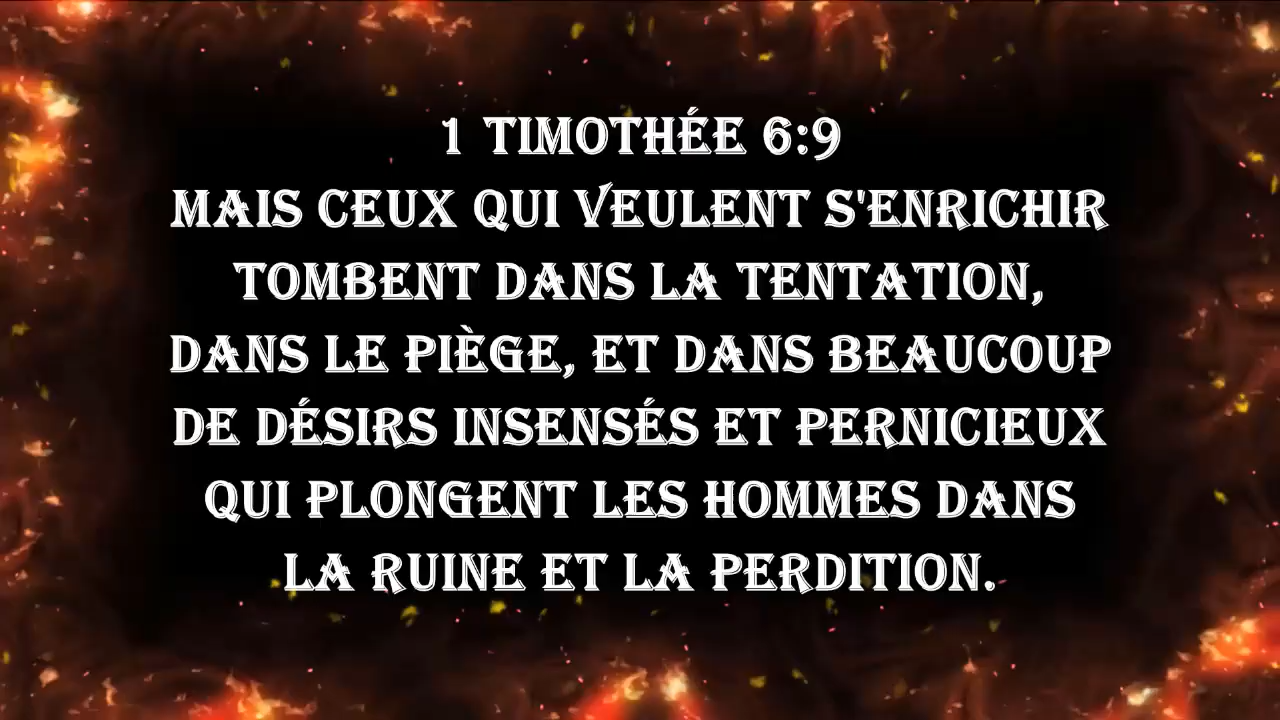 1 TIMOTHÉE 6:9
MAIS CEUX QUI VEULENT S'ENRICHIR
TOMBENT DANS LA TENTATION,
DANS LE PIÈGE, ET DANS BEAUCOUP
DE DÉSIRS INSENSÉS ET PERNICIEUX
QUI PLONGENT LES HOMMES DANS
LA RUINE ET LA PERDITION.